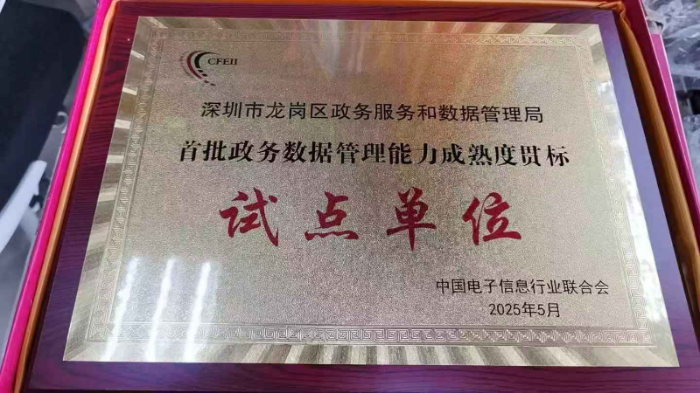 CFEII
深圳市龙岗区政务服务和数据管理局
首批政务数据管理能力成熟度贯标
试点单位
中国电子信息行业联合会
2025年5月